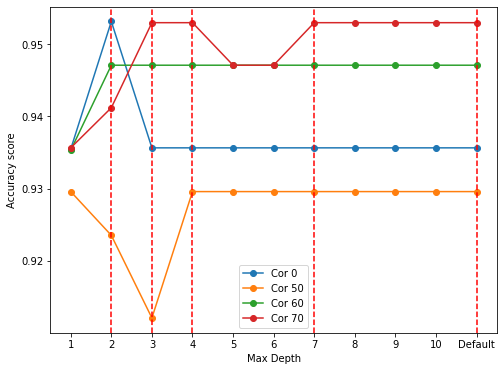 Accuracy score
0.95
0.94
0.93
0.92
Cor 0
Cor 50
Cor 60
Cor 70
1 2 3 4 5 6 7 8 9 10 Default
Max Depth